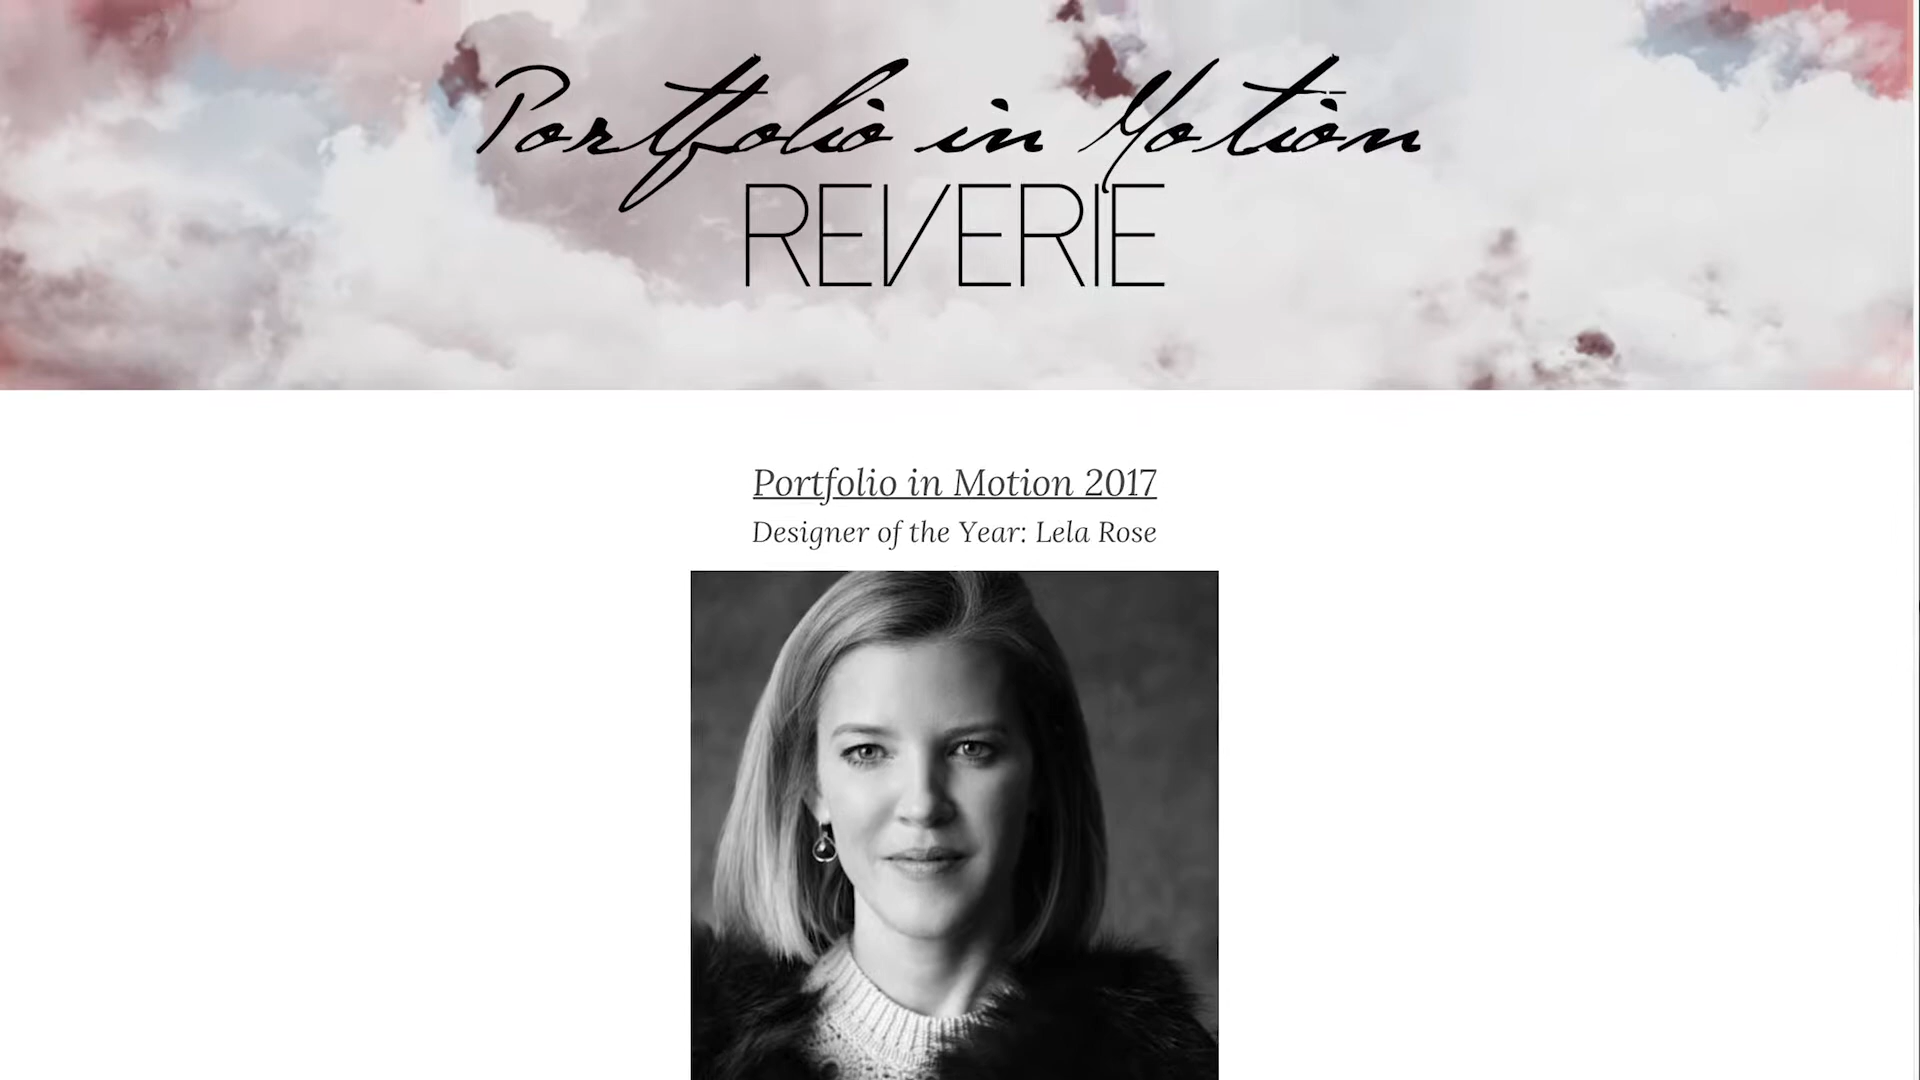 Portfolio in Motion
REVERIE
Portfolio in Motion 2017
Designer of the Year: Lela Rose